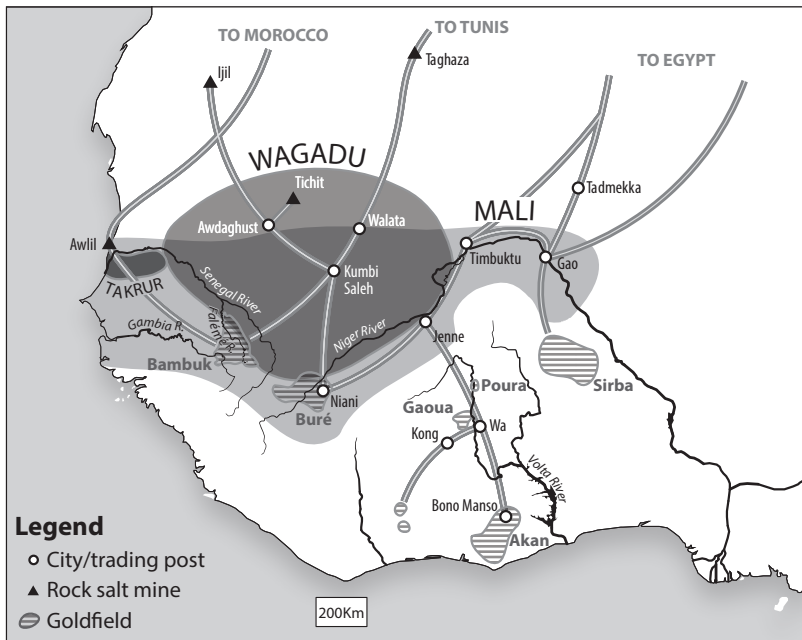 TO MOROCCO
TO TUNIS
TO EGYPT
Ijil
Taghaza
WAGADU
Tichit
Tadmekka
Awdaghust
Walata
MALI
Awlil
Timbuktu
Gao
Kumbi
Saleh
TAKRUR
Senegal River
Gambia R.
Falémé R.
Niger River
Jenne
Bambuk
Niani
Buré
Poura
Sirba
Gaoua
Kong
Wa
Volta River
Bono Manso
Akan
Legend
City/trading post
Rock salt mine
Goldfield
200Km